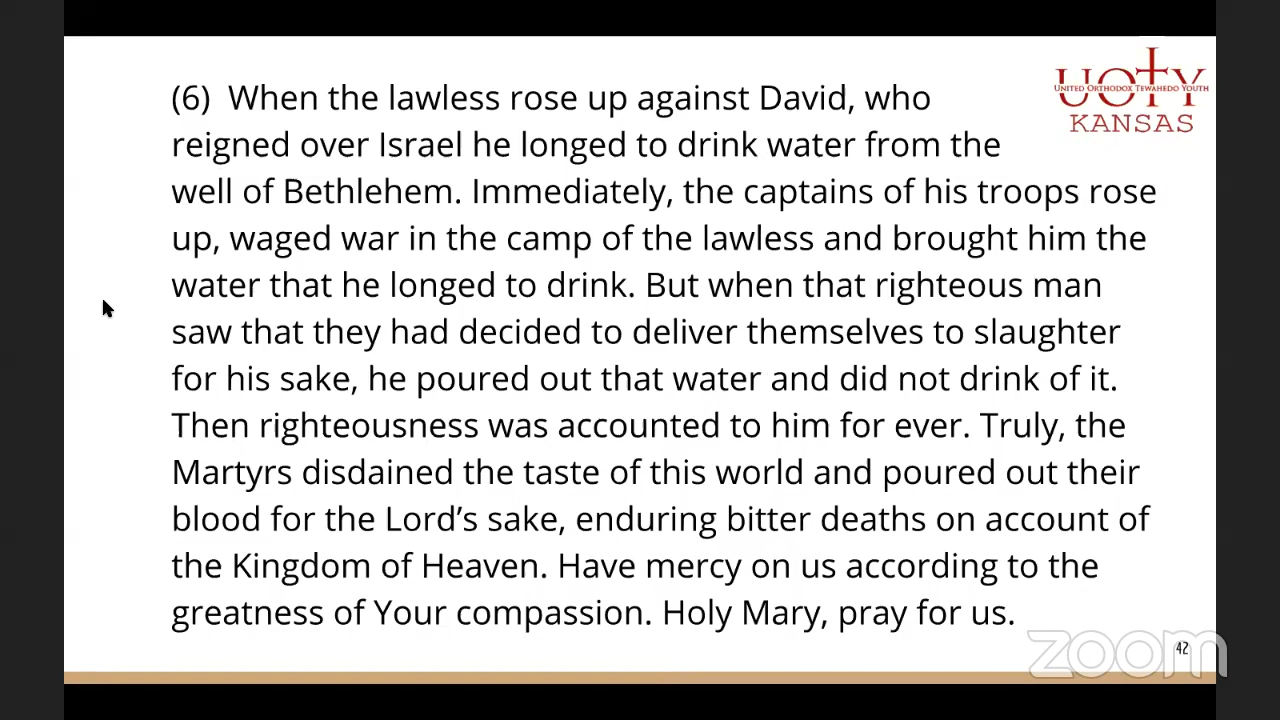 UOTY
UNITED ORTHODOX TEWAHEDO YOUTH
KANSAS
(6) When the lawless rose up against David, who
reigned over Israel he longed to drink water from the
well of Bethlehem. Immediately, the captains of his troops rose
up, waged war in the camp of the lawless and brought him the
water that he longed to drink. But when that righteous man
saw that they had decided to deliver themselves to slaughter
for his sake, he poured out that water and did not drink of it.
Then righteousness was accounted to him for ever. Truly, the
Martyrs disdained the taste of this world and poured out their
blood for the Lord’s sake, enduring bitter deaths on account of
the Kingdom of Heaven. Have mercy on us according to the
greatness of Your compassion. Holy Mary, pray for us.
42
zoom